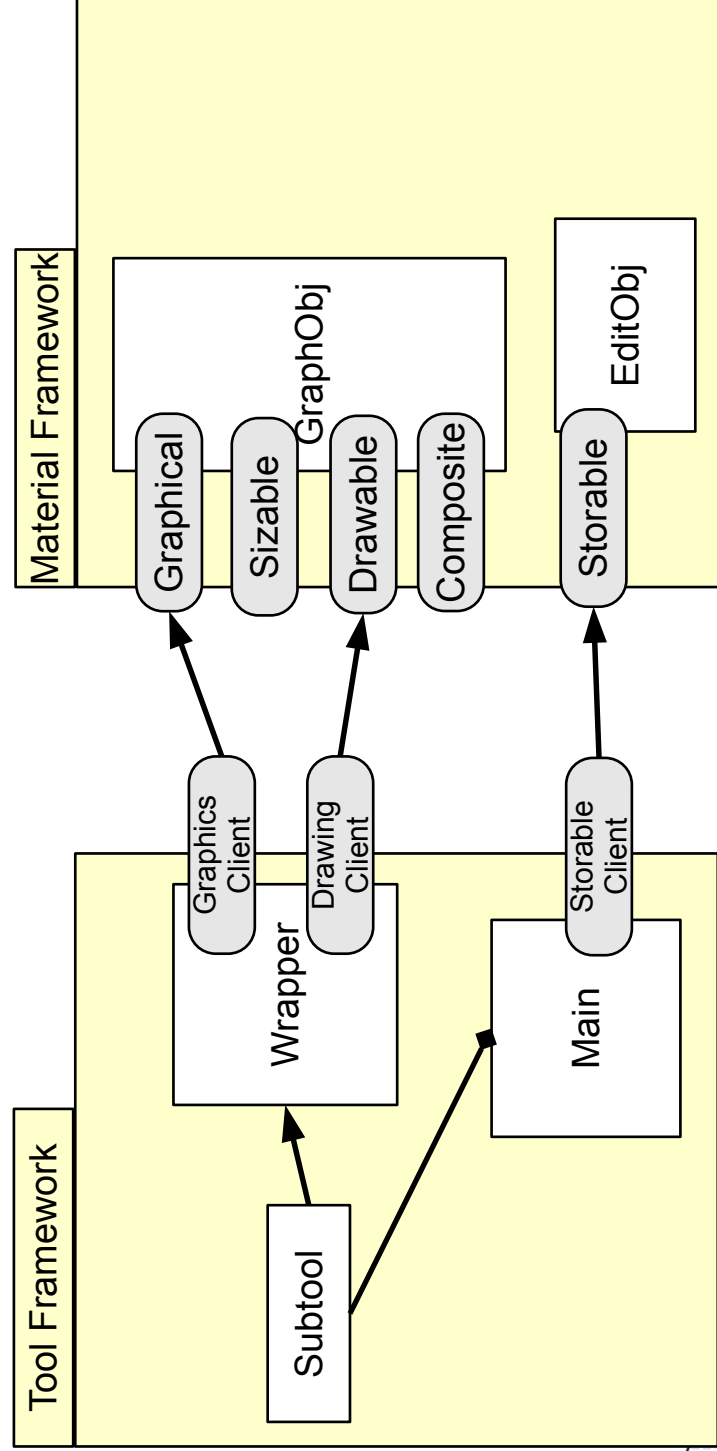 Tool Framework
Subtool
Wrapper
Graphics
Client
Drawing
Client
Main
Storable
Client
Material Framework
Graphical
Sizable
Drawable
Composite
GraphObj
Storable
EditObj